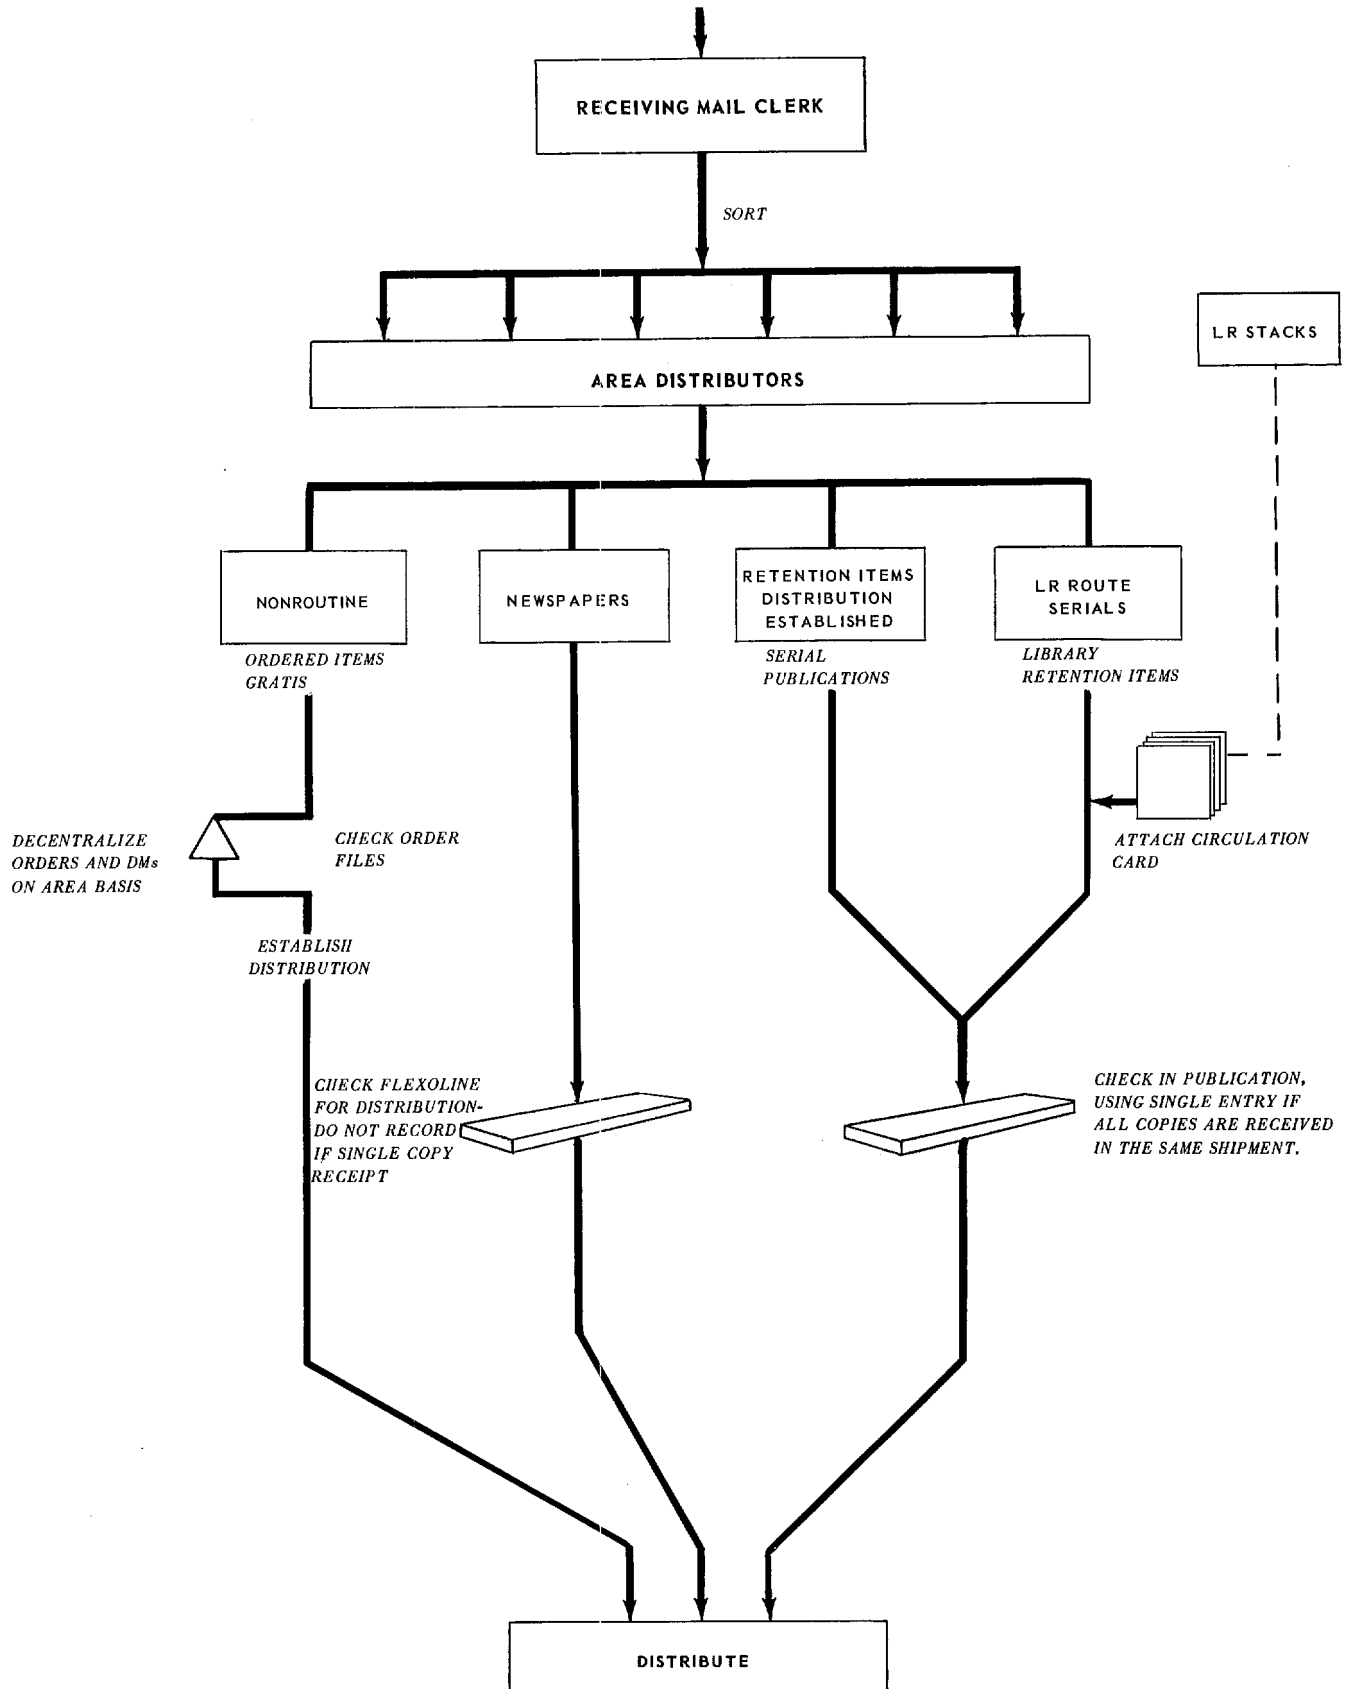 RECEIVING MAIL CLERK
SORT
LR STACKS
AREA DISTRIBUTORS
NONROUTINE
NEWSPAPERS
RETENTION ITEMS
DISTRIBUTION
ESTABLISHED
LR ROUTE
SERIALS
ORDERED ITEMS
GRATIS
SERIAL
PUBLICATIONS
LIBRARY
RETENTION ITEMS
DECENTRALIZE
ORDERS AND DMs
ON AREA BASIS
CHECK ORDER
FILES
ATTACH CIRCULATION
CARD
ESTABLISH
DISTRIBUTION
CHECK FLEXOLINE
FOR DISTRIBUTION-
DO NOT RECORD
IF SINGLE COPY
RECEIPT
CHECK IN PUBLICATION,
USING SINGLE ENTRY IF
ALL COPIES ARE RECEIVED
IN THE SAME SHIPMENT.
DISTRIBUTE